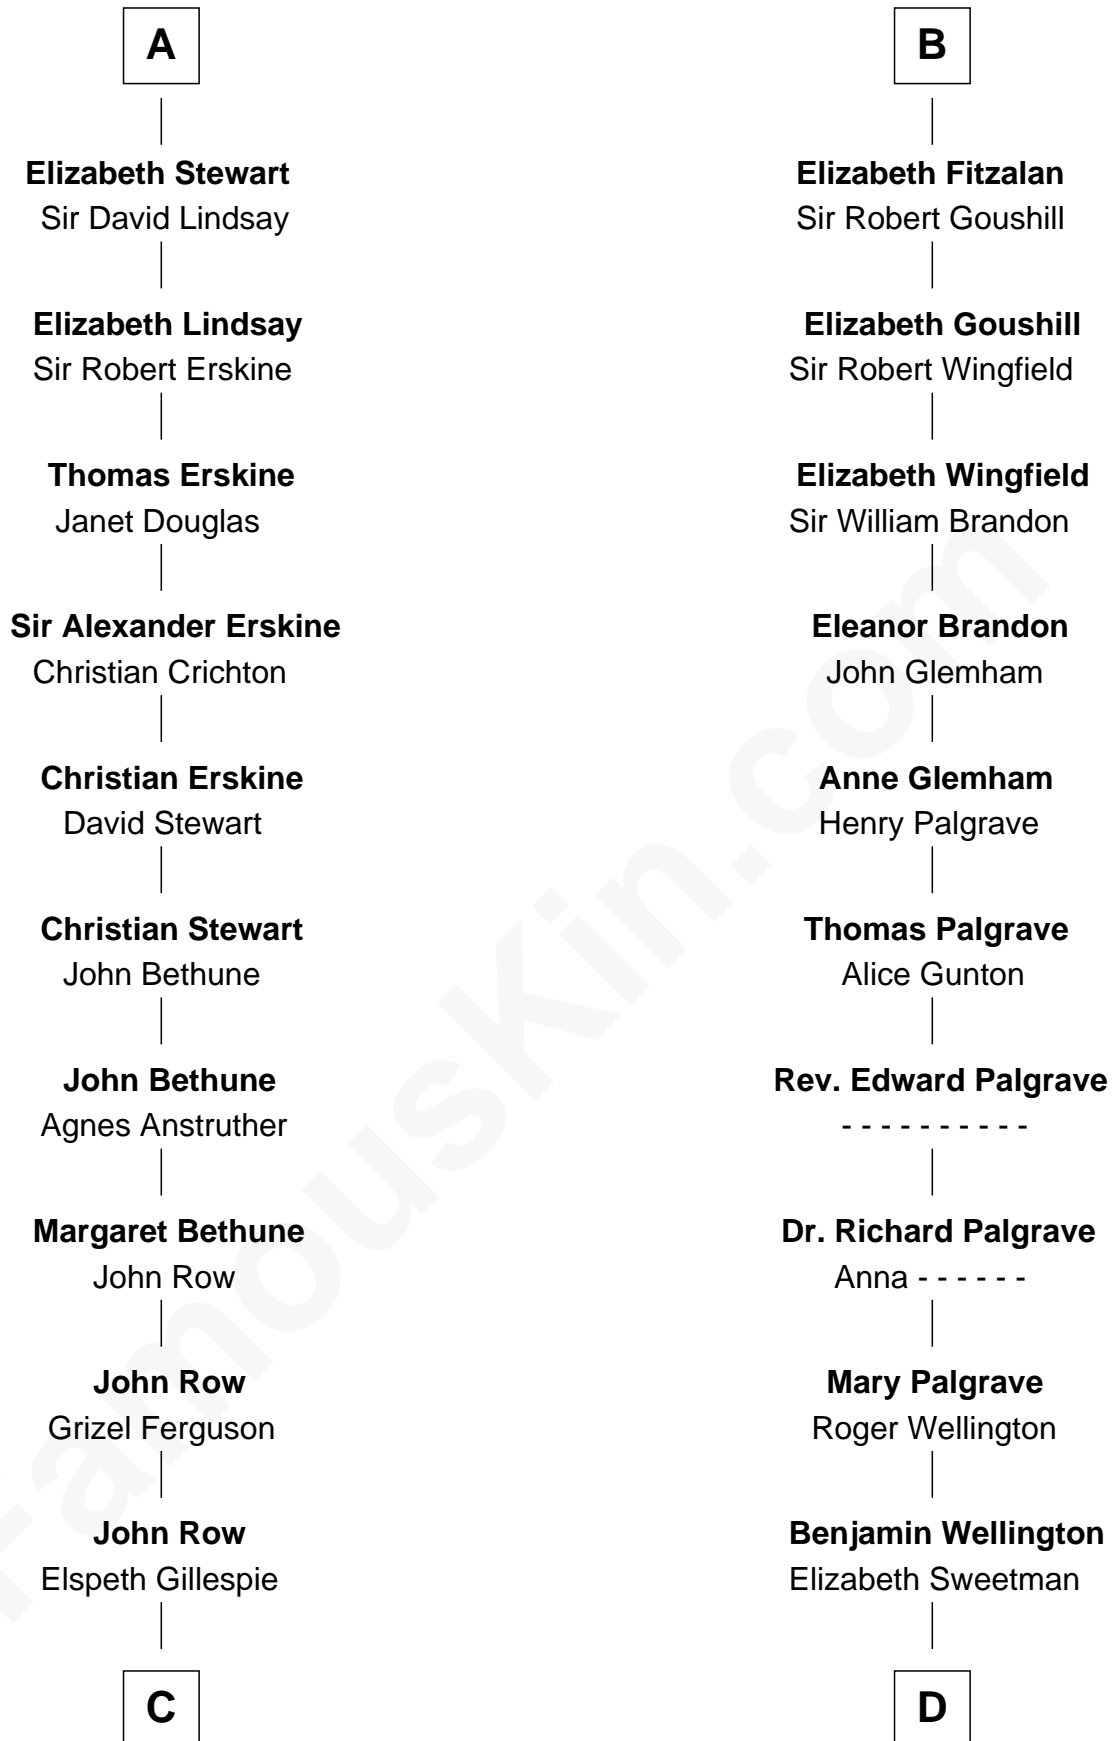 A
Elizabeth Stewart
Sir David Lindsay
Elizabeth Lindsay
Sir Robert Erskine
Thomas Erskine
Janet Douglas
Sir Alexander Erskine
Christian Crichton
Christian Erskine
David Stewart
Christian Stewart
John Bethune
John Bethune
Agnes Anstruther
Margaret Bethune
John Row
John Row
Grizel Ferguson
John Row
Elspeth Gillespie
C
B
Elizabeth Fitzalan
Sir Robert Goushill
Elizabeth Goushill
Sir Robert Wingfield
Elizabeth Wingfield
Sir William Brandon
Eleanor Brandon
John Glemham
Anne Glemham
Henry Palgrave
Thomas Palgrave
Alice Gunton
Rev. Edward Palgrave
- - - - - - - - - -
Dr. Richard Palgrave
Anna - - - - - -
Mary Palgrave
Roger Wellington
Benjamin Wellington
Elizabeth Sweetman
D
FamousKin.com